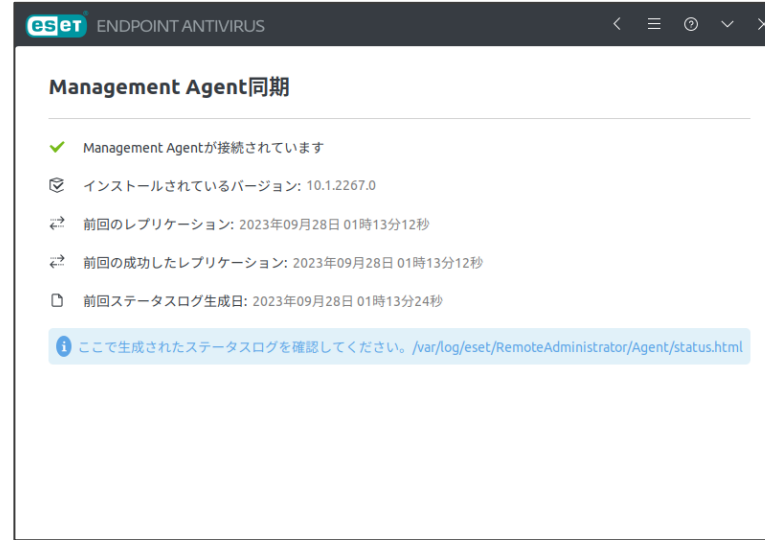 eset ENDPOINT ANTIVIRUS
Management Agent同期
Management Agentが接続されています
インストールされているバージョン: 10.1.2267.0
前回のレプリケーション: 2023年09月28日 01時13分12秒
前回の成功したレプリケーション: 2023年09月28日 01時13分12秒
前回ステータスログ生成日: 2023年09月28日 01時13分24秒
ここで生成されたステータスログを確認してください。/var/log/eset/RemoteAdministrator/Agent/status.html